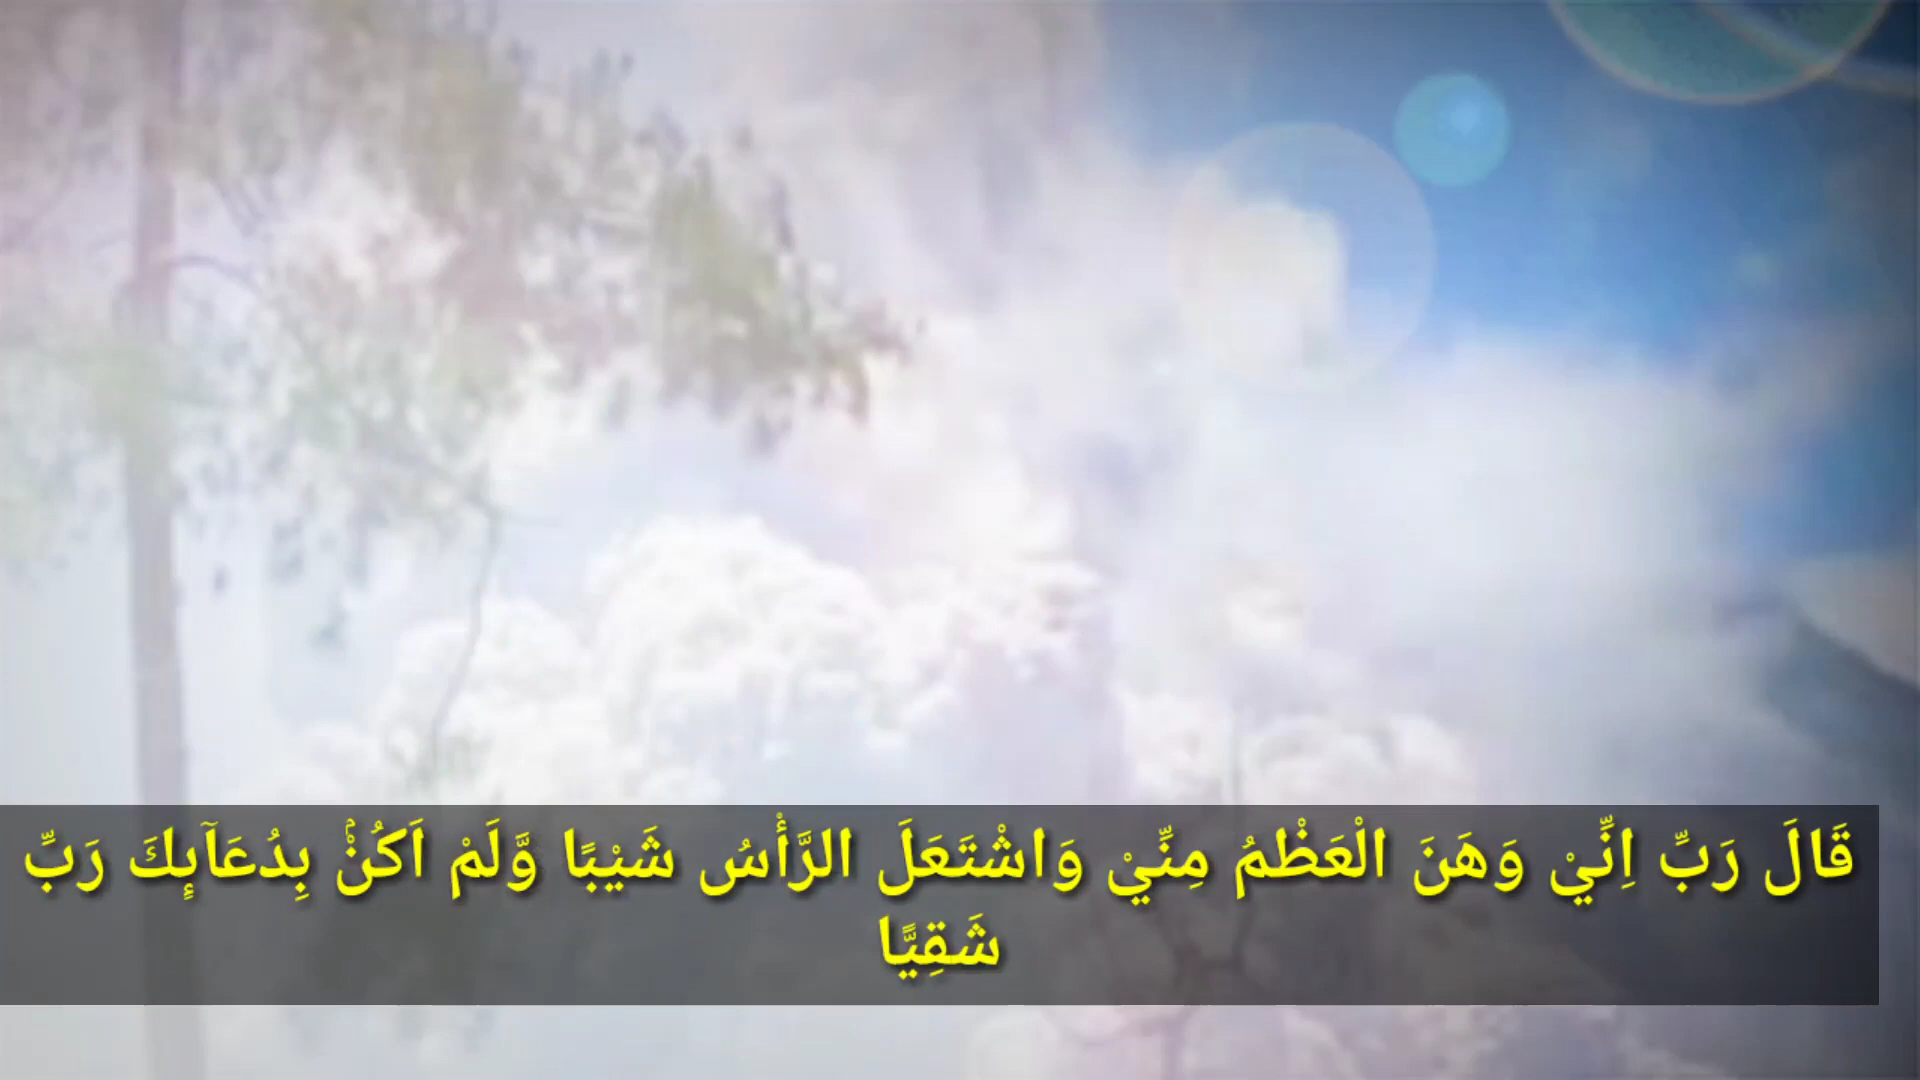 قَالَ رَبِّ اِنِّيْ وَهَنَ الْعَظْمُ مِنِّيْ وَاشْتَعَلَ الرَّأْسُ شَيْبًا وَّلَمْ اَكُنْۢ بِدُعَآىِٕكَ رَبِّ
شَقِيًّا